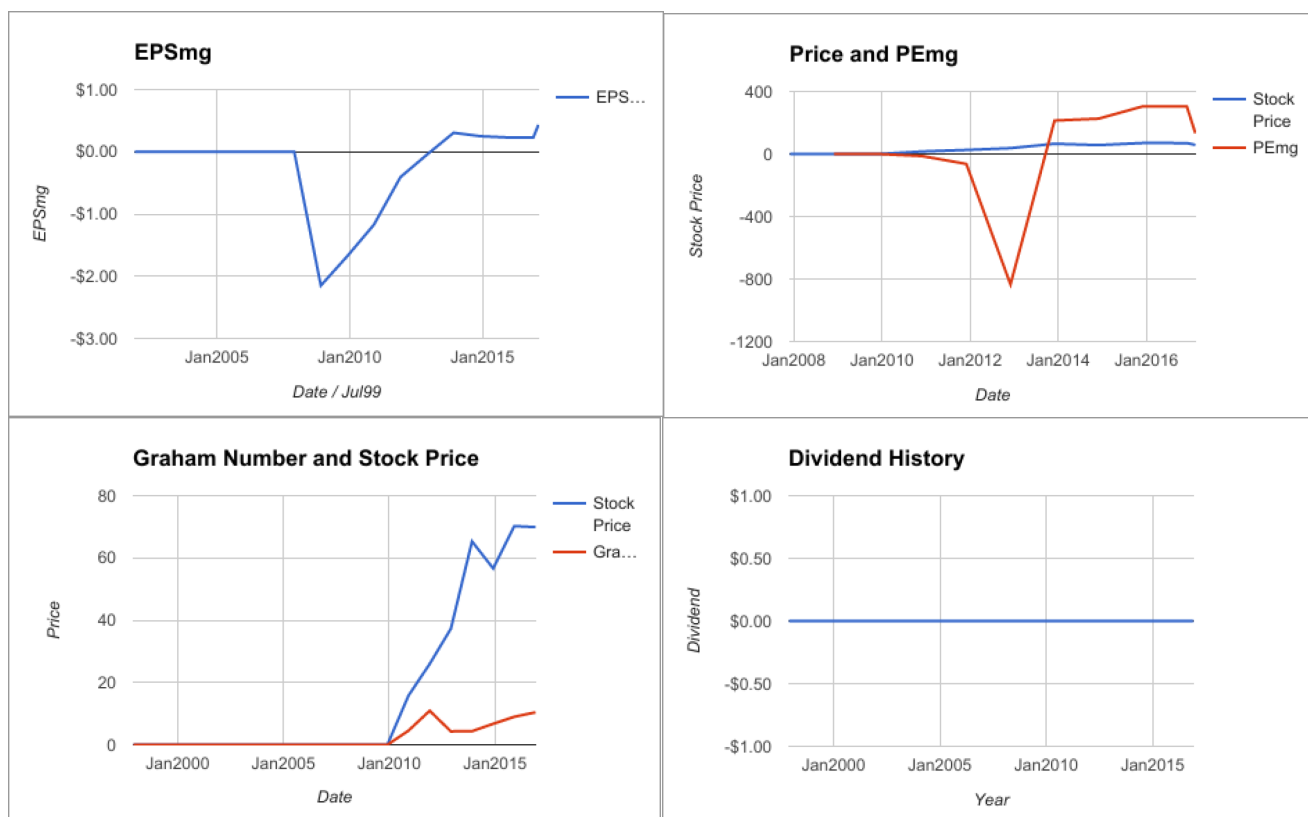 EPSmg
$1.00
$0.00
-$1.00
-$2.00
-$3.00
EPSmg
Jan2005
Jan2010
Jan2015
Date / Jul99
EPS…
Price and PEmg
400
0
-400
-800
-1200
Stock Price
Jan2008
Jan2010
Jan2012
Jan2014
Jan2016
Date
Stock
Price
PEmg
Graham Number and Stock Price
80
60
40
20
0
Price
Jan2000
Jan2005
Jan2010
Jan2015
Date
Stock
Price
Gra…
Dividend History
$1.00
$0.50
$0.00
-$0.50
-$1.00
Dividend
Jan2000
Jan2005
Jan2010
Jan2015
Year